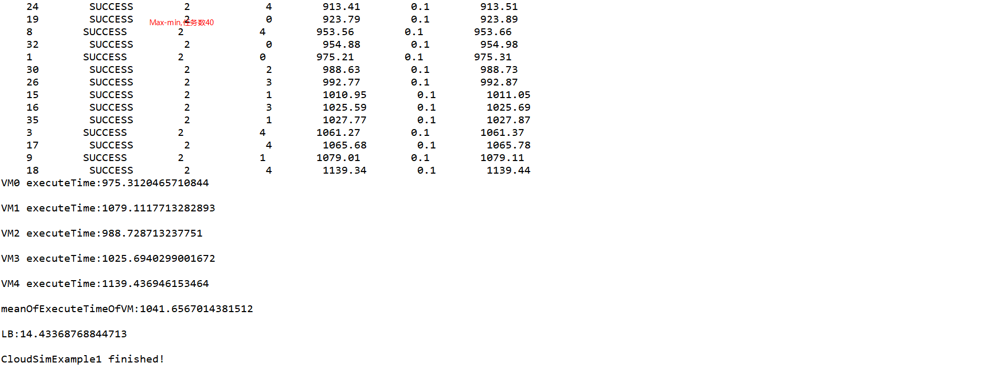 24 SUCCESS 2 4 913.41 0.1 913.51
19 SUCCESS 2 0 923.79 0.1 923.89
Max-min,任务数40
8 SUCCESS 2 4 953.56 0.1 953.66
32 SUCCESS 2 0 954.88 0.1 954.98
1 SUCCESS 2 0 975.21 0.1 975.31
30 SUCCESS 2 2 988.63 0.1 988.73
26 SUCCESS 2 3 992.77 0.1 992.87
15 SUCCESS 2 1 1010.95 0.1 1011.05
16 SUCCESS 2 3 1025.59 0.1 1025.69
35 SUCCESS 2 1 1027.77 0.1 1027.87
3 SUCCESS 2 4 1061.27 0.1 1061.37
17 SUCCESS 2 4 1065.68 0.1 1065.78
9 SUCCESS 2 1 1079.01 0.1 1079.11
18 SUCCESS 2 4 1139.34 0.1 1139.44
VM0 executeTime:975.3120465710844
VM1 executeTime:1079.1117713282893
VM2 executeTime:988.728713237751
VM3 executeTime:1025.6940299001672
VM4 executeTime:1139.436946153464
meanOfExecuteTimeOfVM:1041.6567014381512
LB:14.43368768844713
CloudSimExample1 finished!